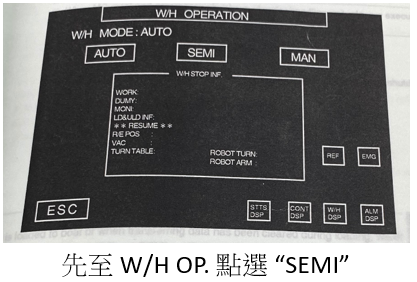 W/H OPERATION
W/H MODE : AUTO
AUTO SEMI MAN
W/H STOP INF.
WORK:
DUMY:
MONI:
LD&ULD INF:
** RESUME **
R/E POS :
VAC :
TURN TABLE: ROBOT TURN:
ROBOT ARM :
REF EMG
ESC
STTS DSP CONT DSP W/H DSP ALM DSP
先至 W/H OP. 點選 “SEMI”